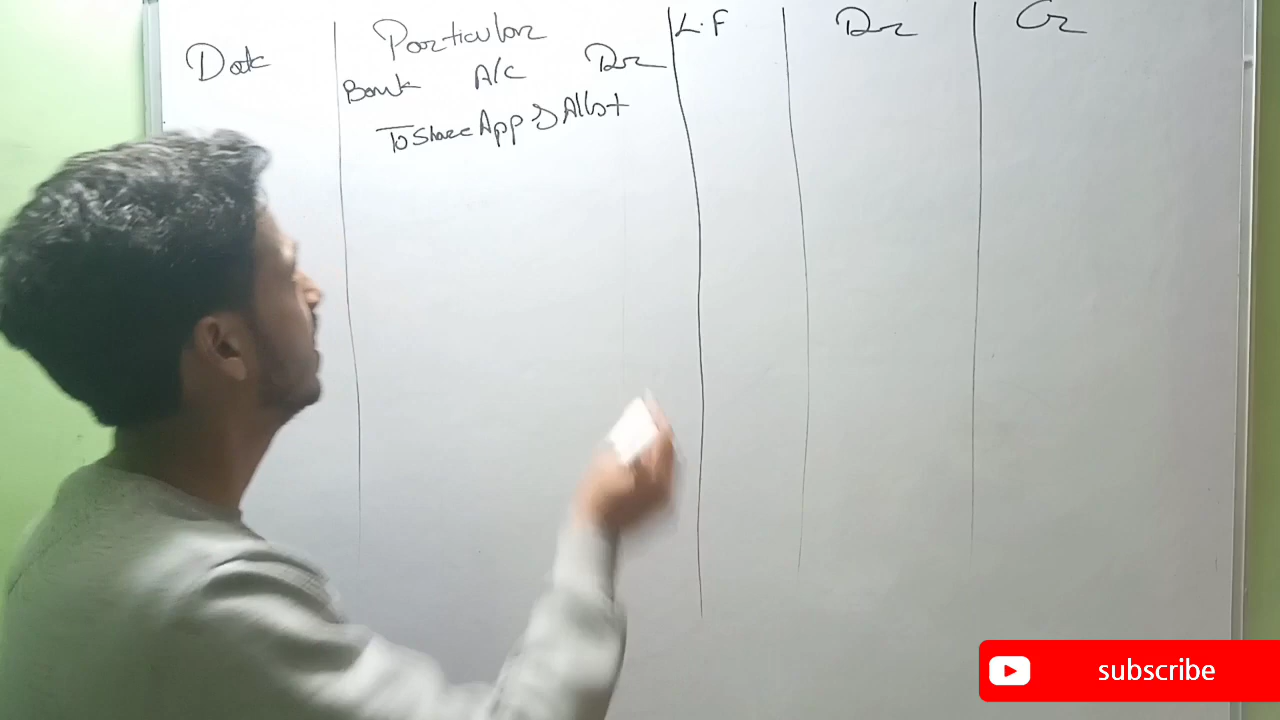 Date Particular L.F Dr Cr
Bank A/C Dr
To Share App & Allot
subscribe